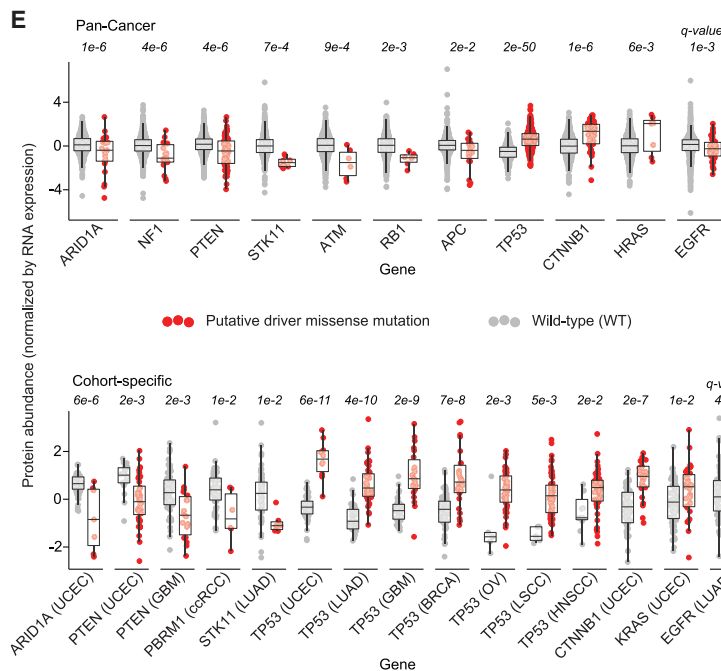 E
Pan-Cancer
q-value
1e-6 4e-6 4e-6 7e-4 9e-4 2e-3 2e-2 2e-50 1e-6 6e-3 1e-3
4
0
-4
ARID1A NF1 PTEN STK11 ATM RB1 APC TP53 CTNNB1 HRAS EGFR
Gene
Putative driver missense mutation Wild-type (WT)
Protein abundance (normalized by RNA expression)
Cohort-specific
q-v
6e-6 2e-3 2e-3 1e-2 1e-2 6e-11 4e-10 2e-9 7e-8 2e-3 5e-3 2e-2 2e-7 1e-2 4
2
0
-2
ARID1A (UCEC) PTEN (UCEC) PTEN (GBM) PBRM1 (ccRCC) STK11 (LUAD) TP53 (UCEC) TP53 (LUAD) TP53 (GBM) TP53 (BRCA) TP53 (OV) TP53 (LSCC) TP53 (HNSCC) CTNNB1 (UCEC) KRAS (UCEC) EGFR (LUA
Gene